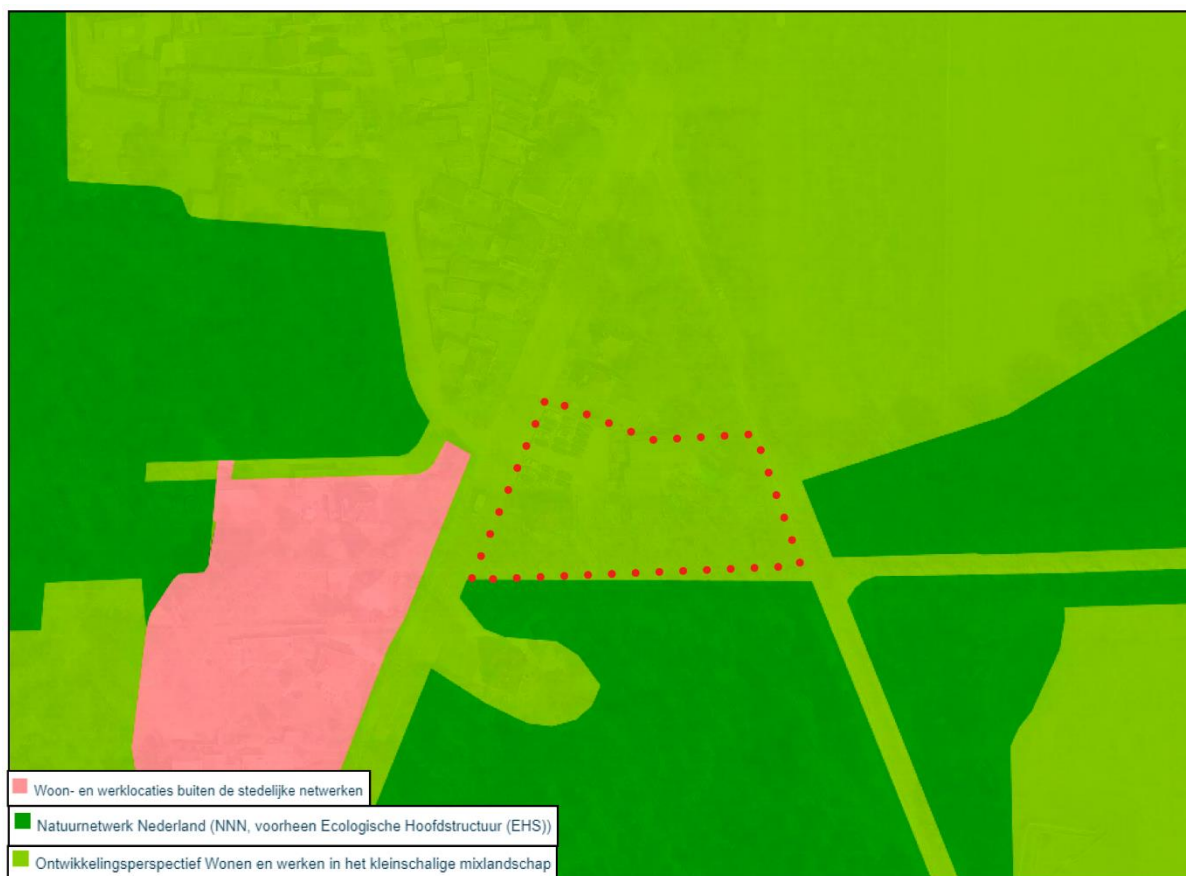 Woon- en werklocaties buiten de stedelijke netwerken
Natuurnetwerk Nederland (NNN, voorheen Ecologische Hoofdstructuur (EHS))
Ontwikkelingsperspectief Wonen en werken in het kleinschalige mixlandschap